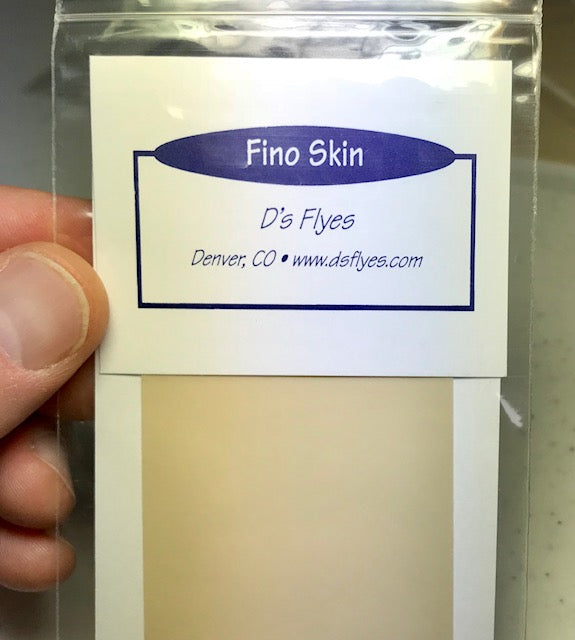 Fino Skin
D's Flyes
Denver, CO • www.dsflyes.com